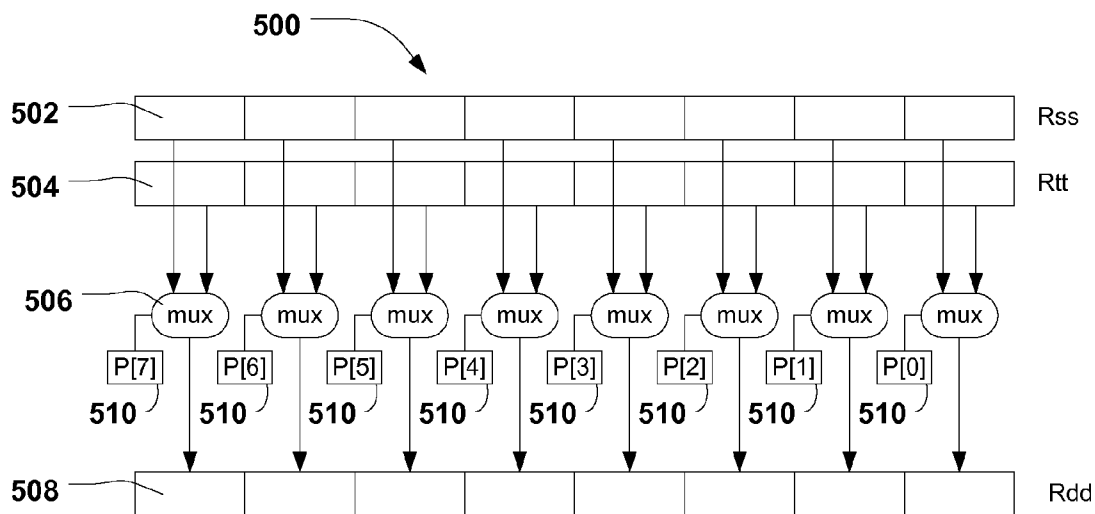 500
502 Rss
504 Rtt
506 mux mux mux mux mux mux mux mux
P[7] P[6] P[5] P[4] P[3] P[2] P[1] P[0]
510 510 510 510 510 510 510 510
508 Rdd